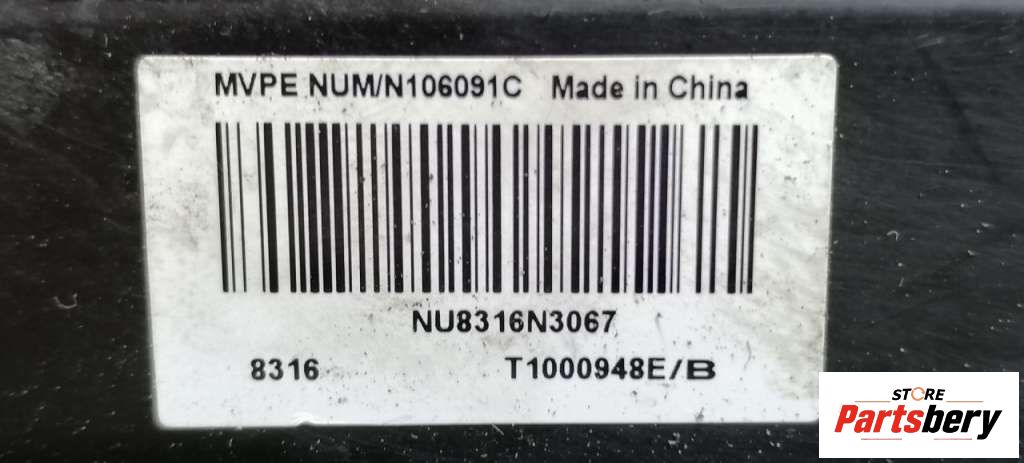 MVPE NUM/N106091C Made in China
NU8316N3067
8316 T1000948E/B
STORE
Partsbery